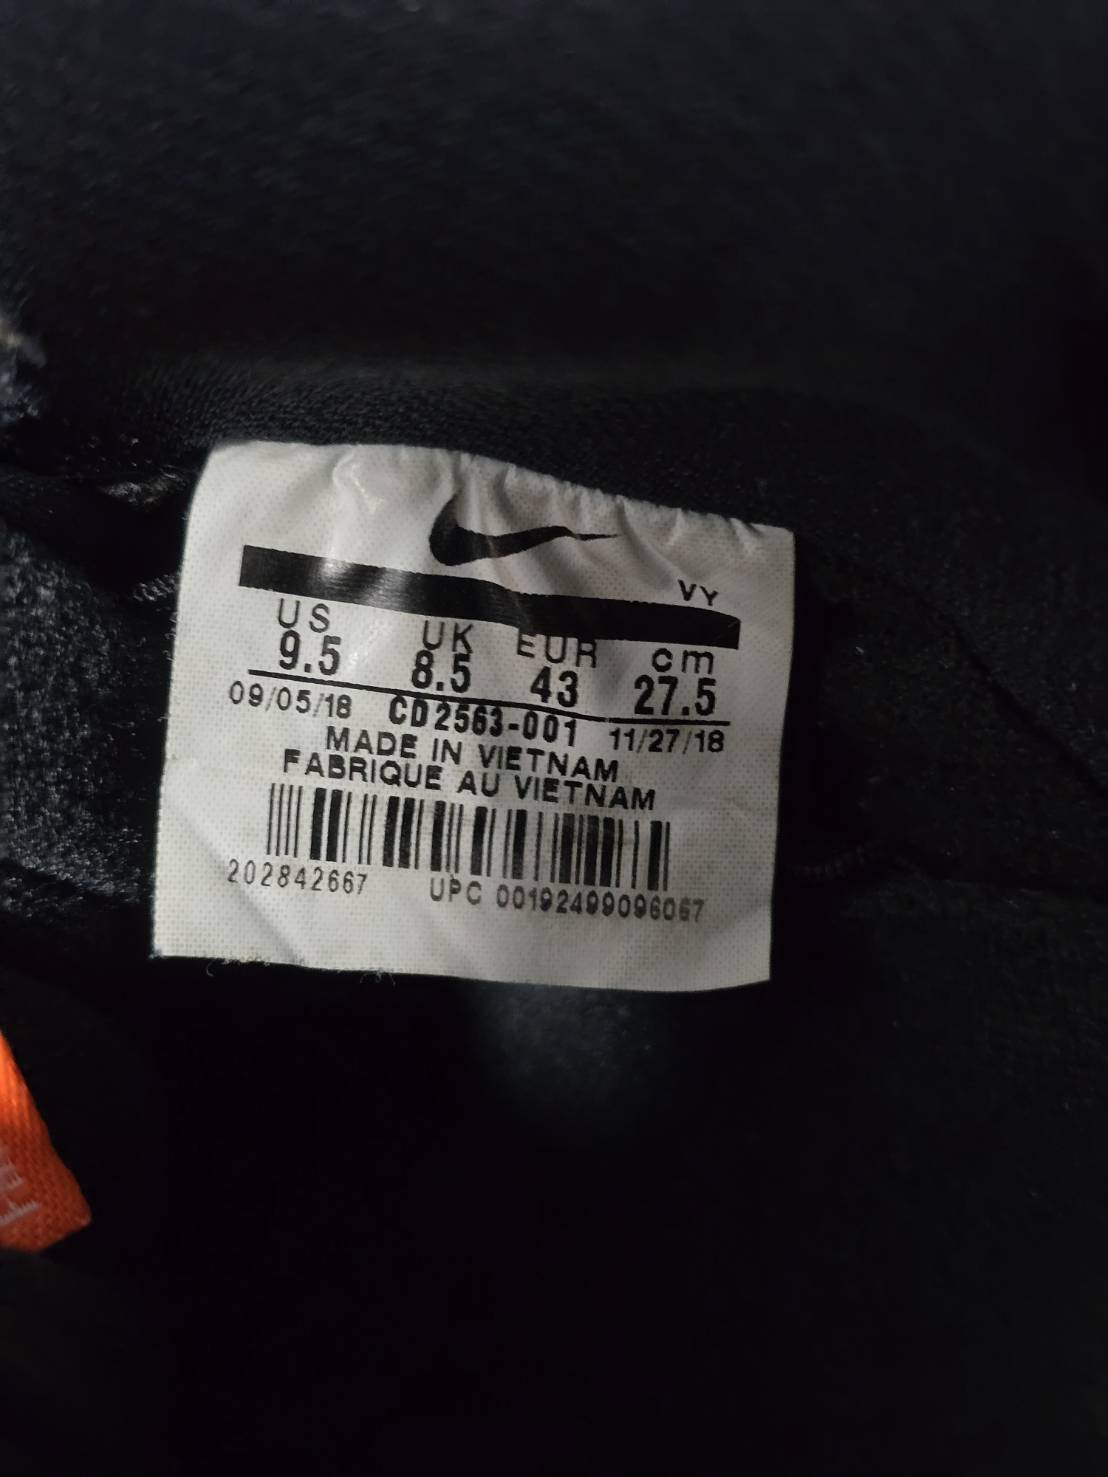 VY
US UK EUR cm
9.5 8.5 43 27.5
09/05/18 CD2563-001 11/27/18
MADE IN VIETNAM
FABRIQUE AU VIETNAM
202842667 UPC 00192499096067